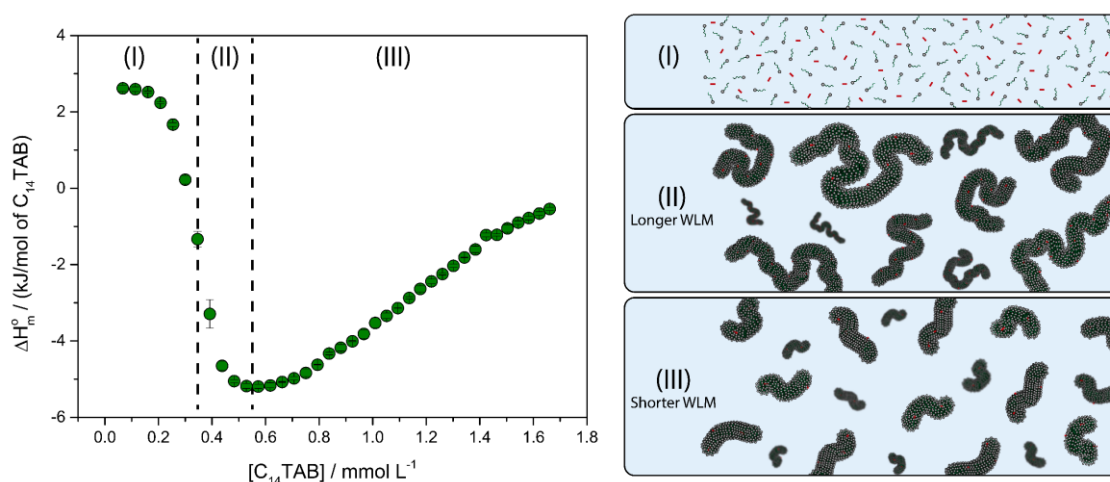 (I) (II) (III)
4
2
0
-2
-4
-6
ΔH°m / (kJ/mol of C14TAB)
0.0 0.2 0.4 0.6 0.8 1.0 1.2 1.4 1.6 1.8
[C14TAB] / mmol L-1
(I)
(II)
Longer WLM
(III)
Shorter WLM